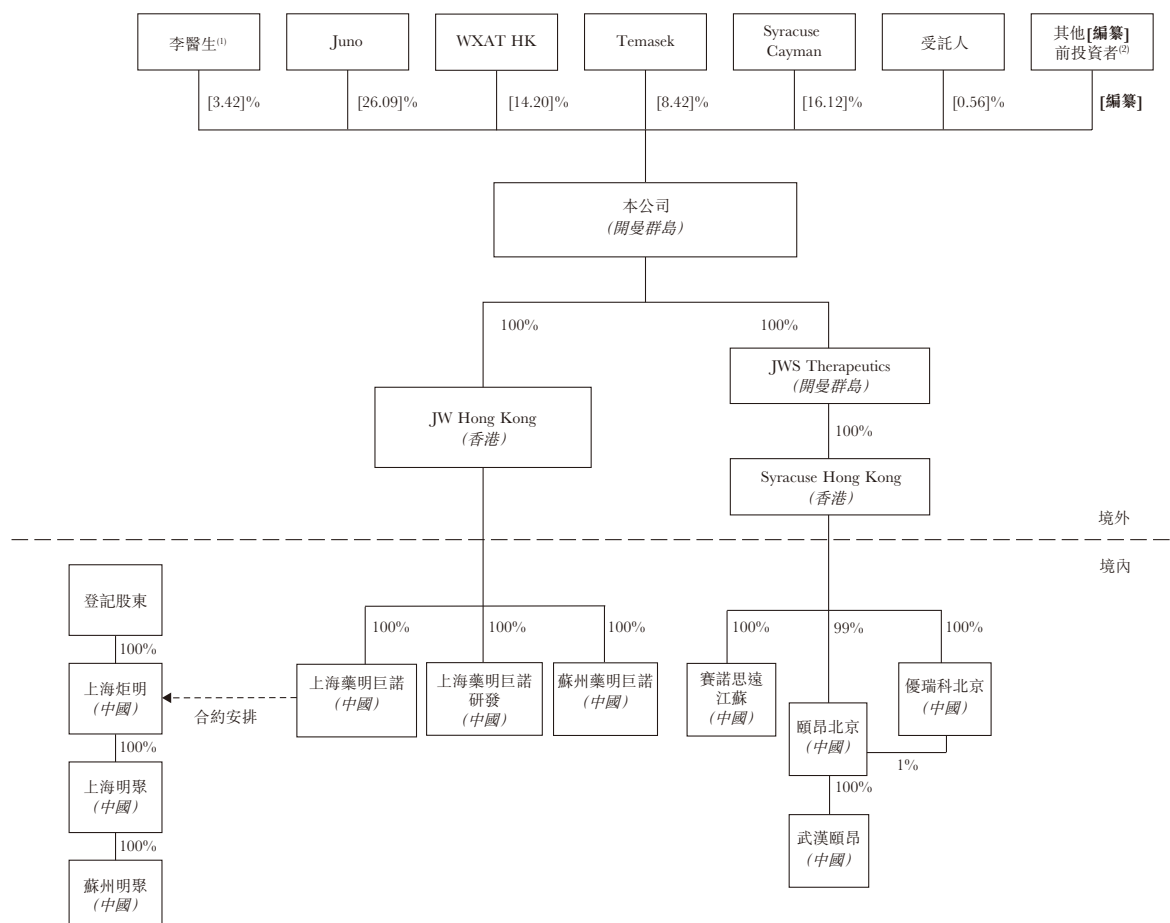 李醫生(1)
Juno
WXAT HK
Temasek
Syracuse
Cayman
受託人
其他[編纂]
前投資者(2)
[3.42]%
[26.09]%
[14.20]%
[8.42]%
[16.12]%
[0.56]%
[編纂]
本公司
（開曼群島）
100%
100%
JWS Therapeutics
（開曼群島）
JW Hong Kong
（香港）
100%
Syracuse Hong Kong
（香港）
境外
境內
登記股東
100%
100%
100%
100%
99%
100%
100%
上海炬明
（中國）
合約安排
上海藥明巨諾
（中國）
上海藥明巨諾
研發
（中國）
蘇州藥明巨諾
（中國）
賽諾思遠
江蘇
（中國）
頤昂北京
（中國）
優瑞科北京
（中國）
1%
100%
上海明聚
（中國）
100%
武漢頤昂
（中國）
100%
蘇州明聚
（中國）